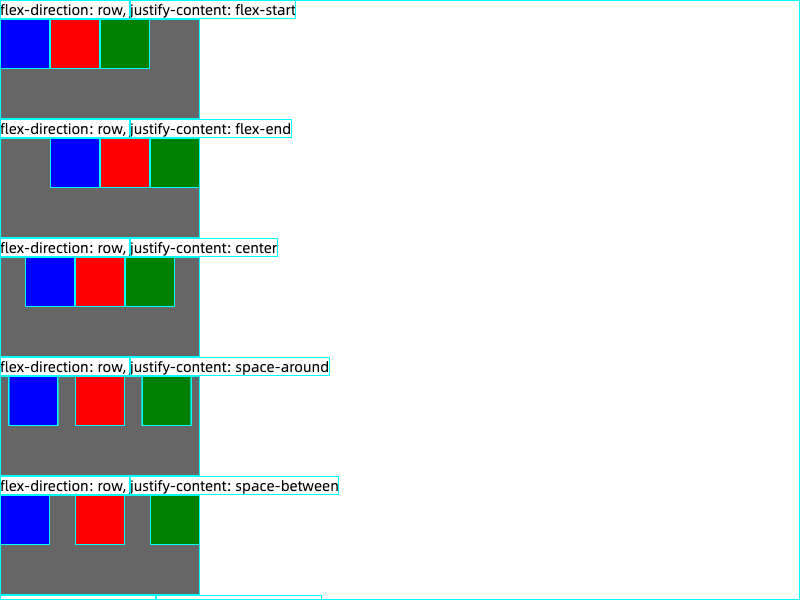 flex-direction: row, justify-content: flex-start
flex-direction: row, justify-content: flex-end
flex-direction: row, justify-content: center
flex-direction: row, justify-content: space-around
flex-direction: row, justify-content: space-between